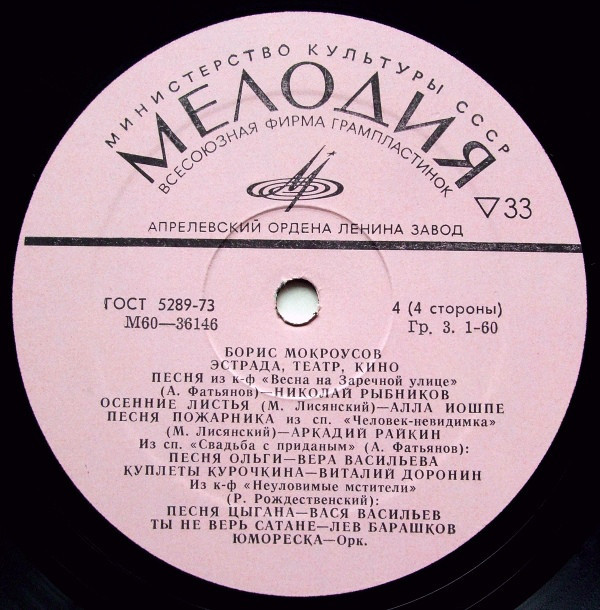 МИНИСТЕРСТВО КУЛЬТУРЫ СССР
МЕЛОДИЯ
ВСЕСОЮЗНАЯ ФИРМА ГРАМПЛАСТИНОК
▽33
АПРЕЛЕВСКИЙ ОРДЕНА ЛЕНИНА ЗАВОД
ГОСТ 5289-73
М60—36146
4 (4 стороны)
Гр. 3. 1-60
БОРИС МОКРОУСОВ
ЭСТРАДА, ТЕАТР, КИНО
ПЕСНЯ из к-ф «Весна на Заречной улице»
(А. Фатьянов)—НИКОЛАЙ РЫБНИКОВ
ОСЕННИЕ ЛИСТЬЯ (М. Лисянский)—АЛЛА ИОШПЕ
ПЕСНЯ ПОЖАРНИКА из сп. «Человек-невидимка»
(М. Лисянский)—АРКАДИЙ РАЙКИН
Из сп. «Свадьба с приданым» (А. Фатьянов):
ПЕСНЯ ОЛЬГИ—ВЕРА ВАСИЛЬЕВА
КУПЛЕТЫ КУРОЧКИНА—ВИТАЛИЙ ДОРОНИН
Из к-ф «Неуловимые мстители»
(Р. Рождественский):
ПЕСНЯ ЦЫГАНА—ВАСЯ ВАСИЛЬЕВ
ТЫ НЕ ВЕРЬ САТАНЕ—ЛЕВ БАРАШКОВ
ЮМОРЕСКА—Орк.